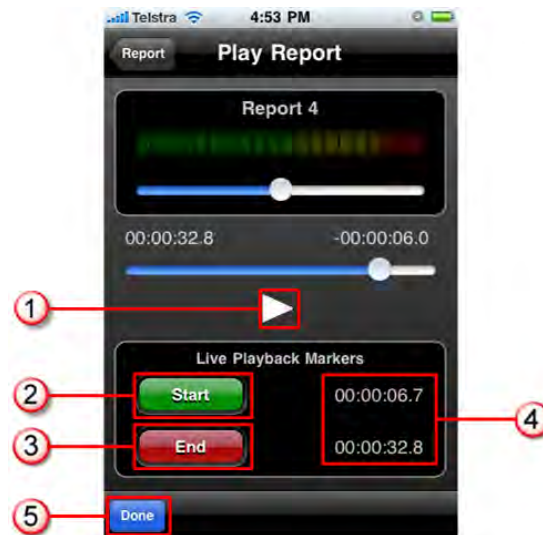 Telstra 4:53 PM
Report Play Report
Report 4
00:00:32.8 -00:00:06.0
1
Live Playback Markers
2 Start 00:00:06.7
4
3 End 00:00:32.8
5 Done